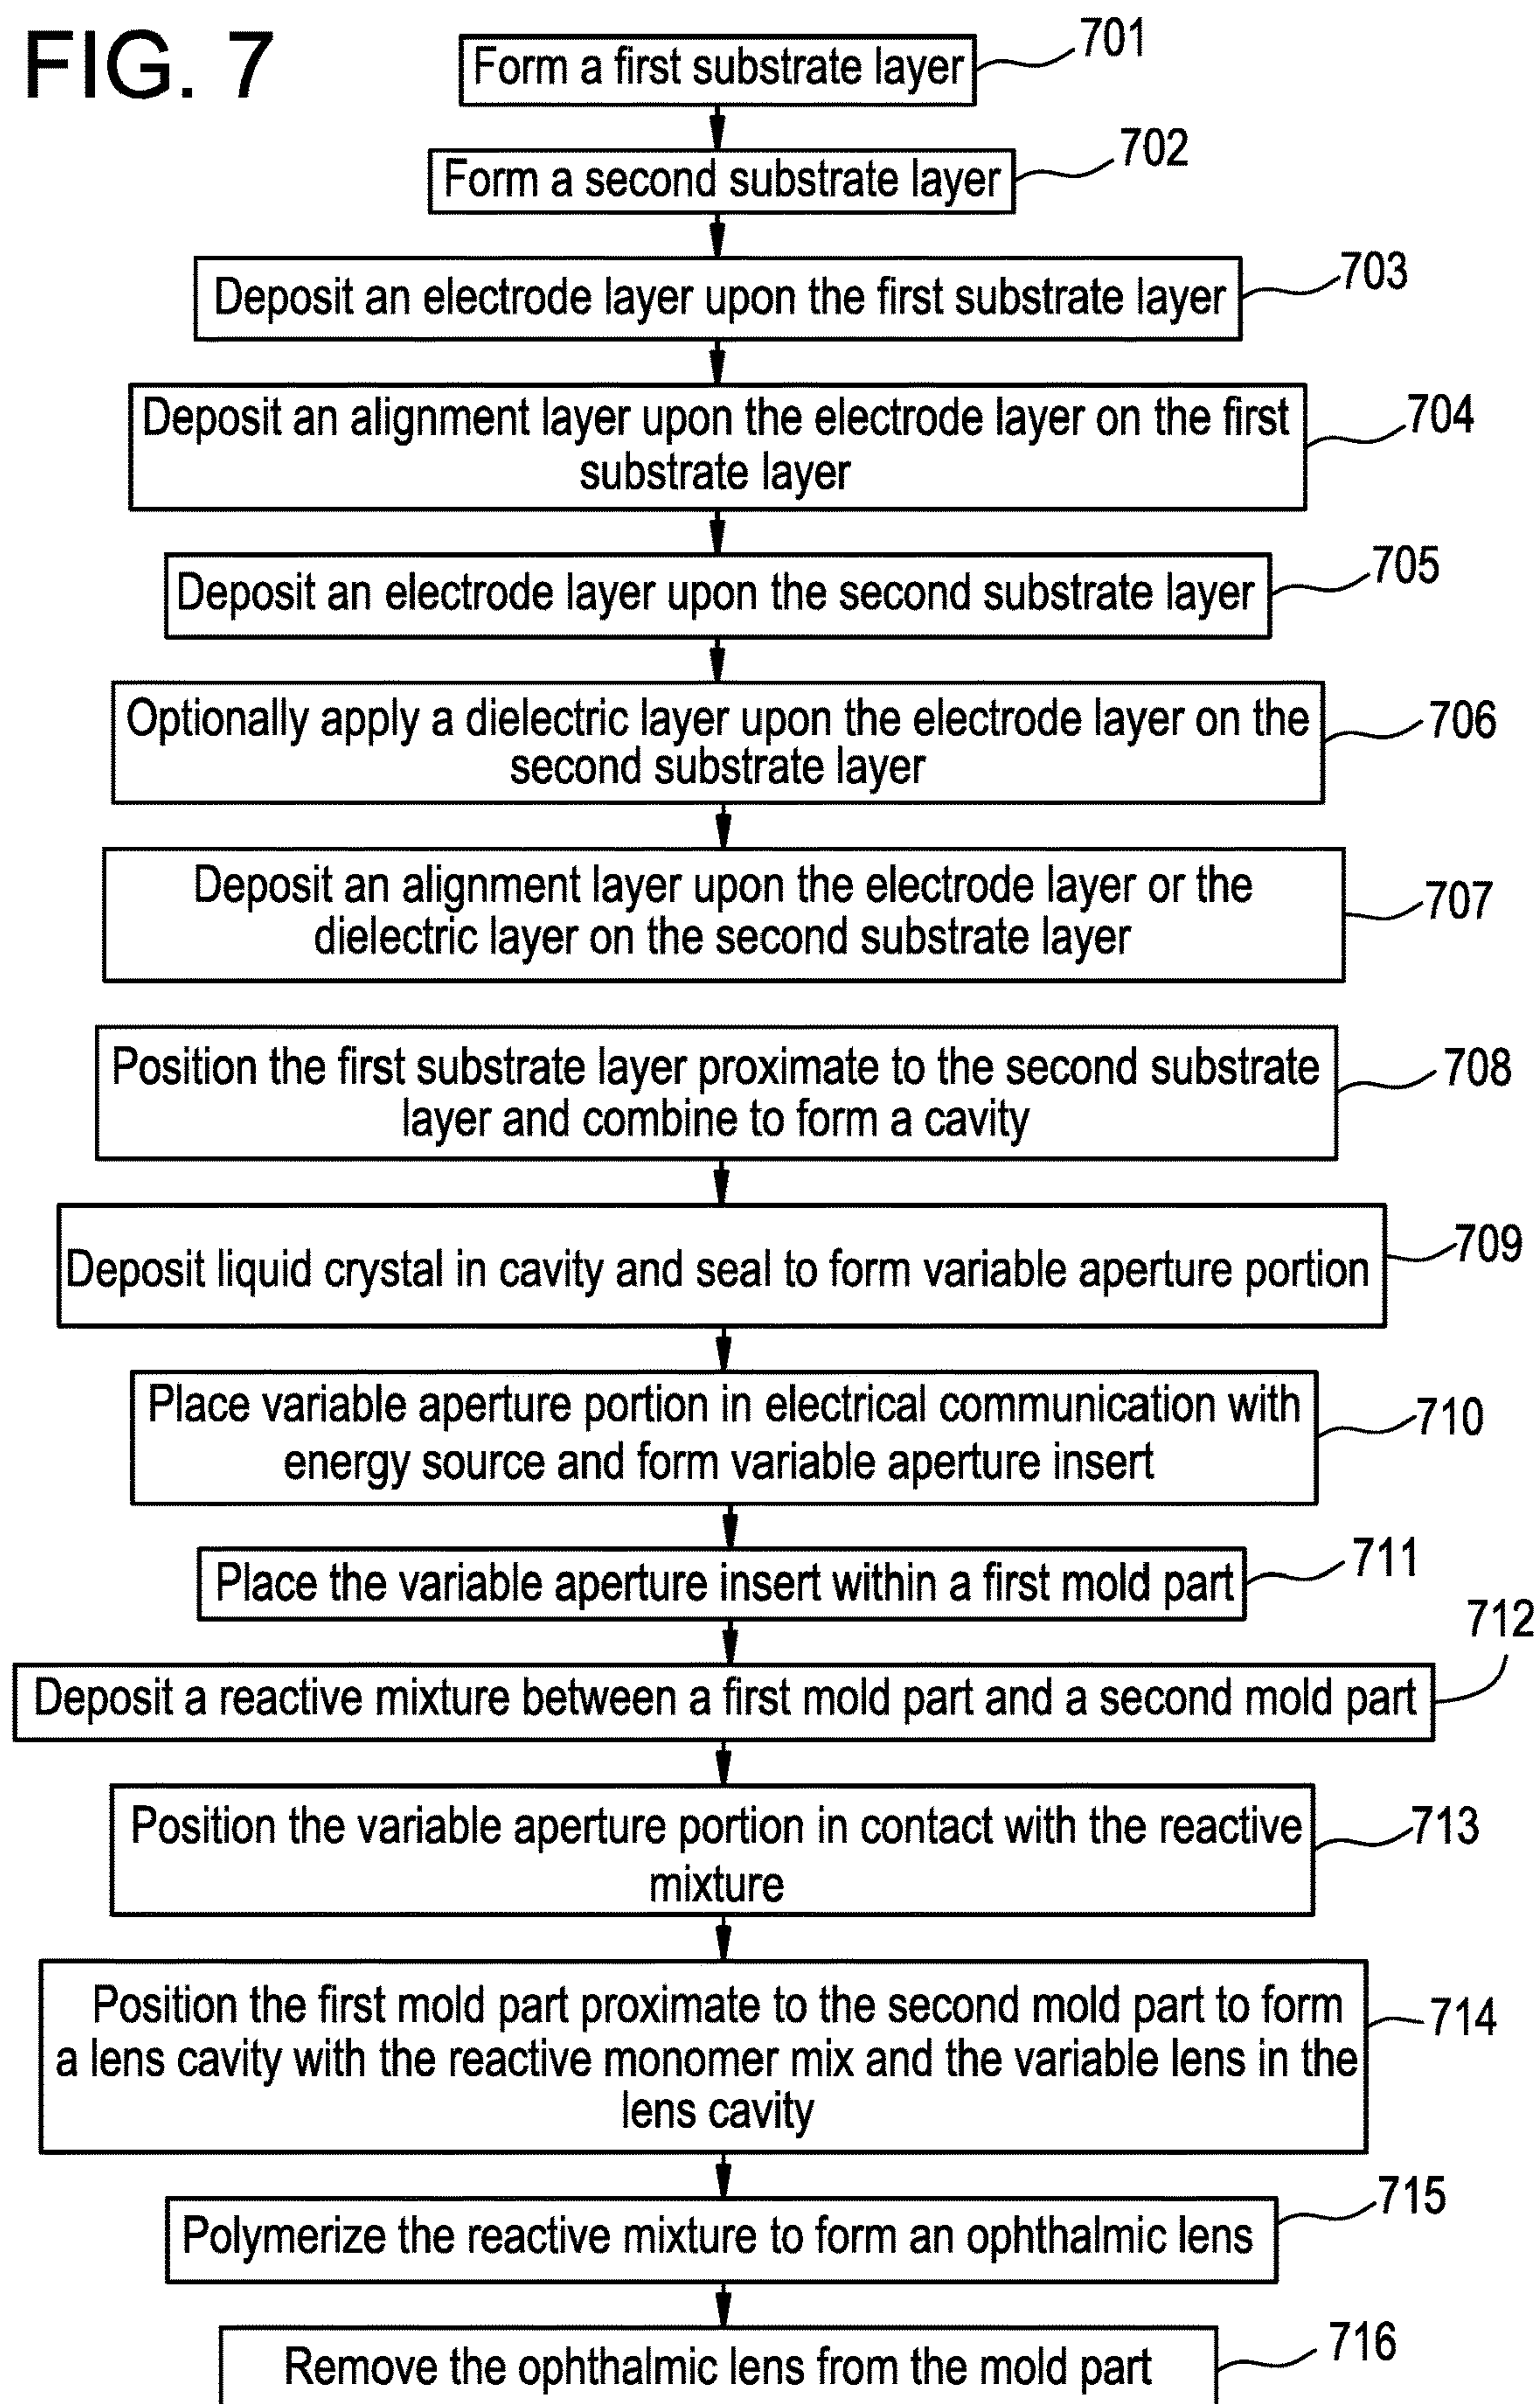 FIG. 7
Form a first substrate layer
701
Form a second substrate layer
702
Deposit an electrode layer upon the first substrate layer
703
Deposit an alignment layer upon the electrode layer on the first
substrate layer
704
Deposit an electrode layer upon the second substrate layer
705
Optionally apply a dielectric layer upon the electrode layer on the
second substrate layer
706
Deposit an alignment layer upon the electrode layer or the
dielectric layer on the second substrate layer
707
Position the first substrate layer proximate to the second substrate
layer and combine to form a cavity
708
Deposit liquid crystal in cavity and seal to form variable aperture portion
709
Place variable aperture portion in electrical communication with
energy source and form variable aperture insert
710
Place the variable aperture insert within a first mold part
711
Deposit a reactive mixture between a first mold part and a second mold part
712
Position the variable aperture portion in contact with the reactive
mixture
713
Position the first mold part proximate to the second mold part to form
a lens cavity with the reactive monomer mix and the variable lens in the
lens cavity
714
Polymerize the reactive mixture to form an ophthalmic lens
715
Remove the ophthalmic lens from the mold part
716